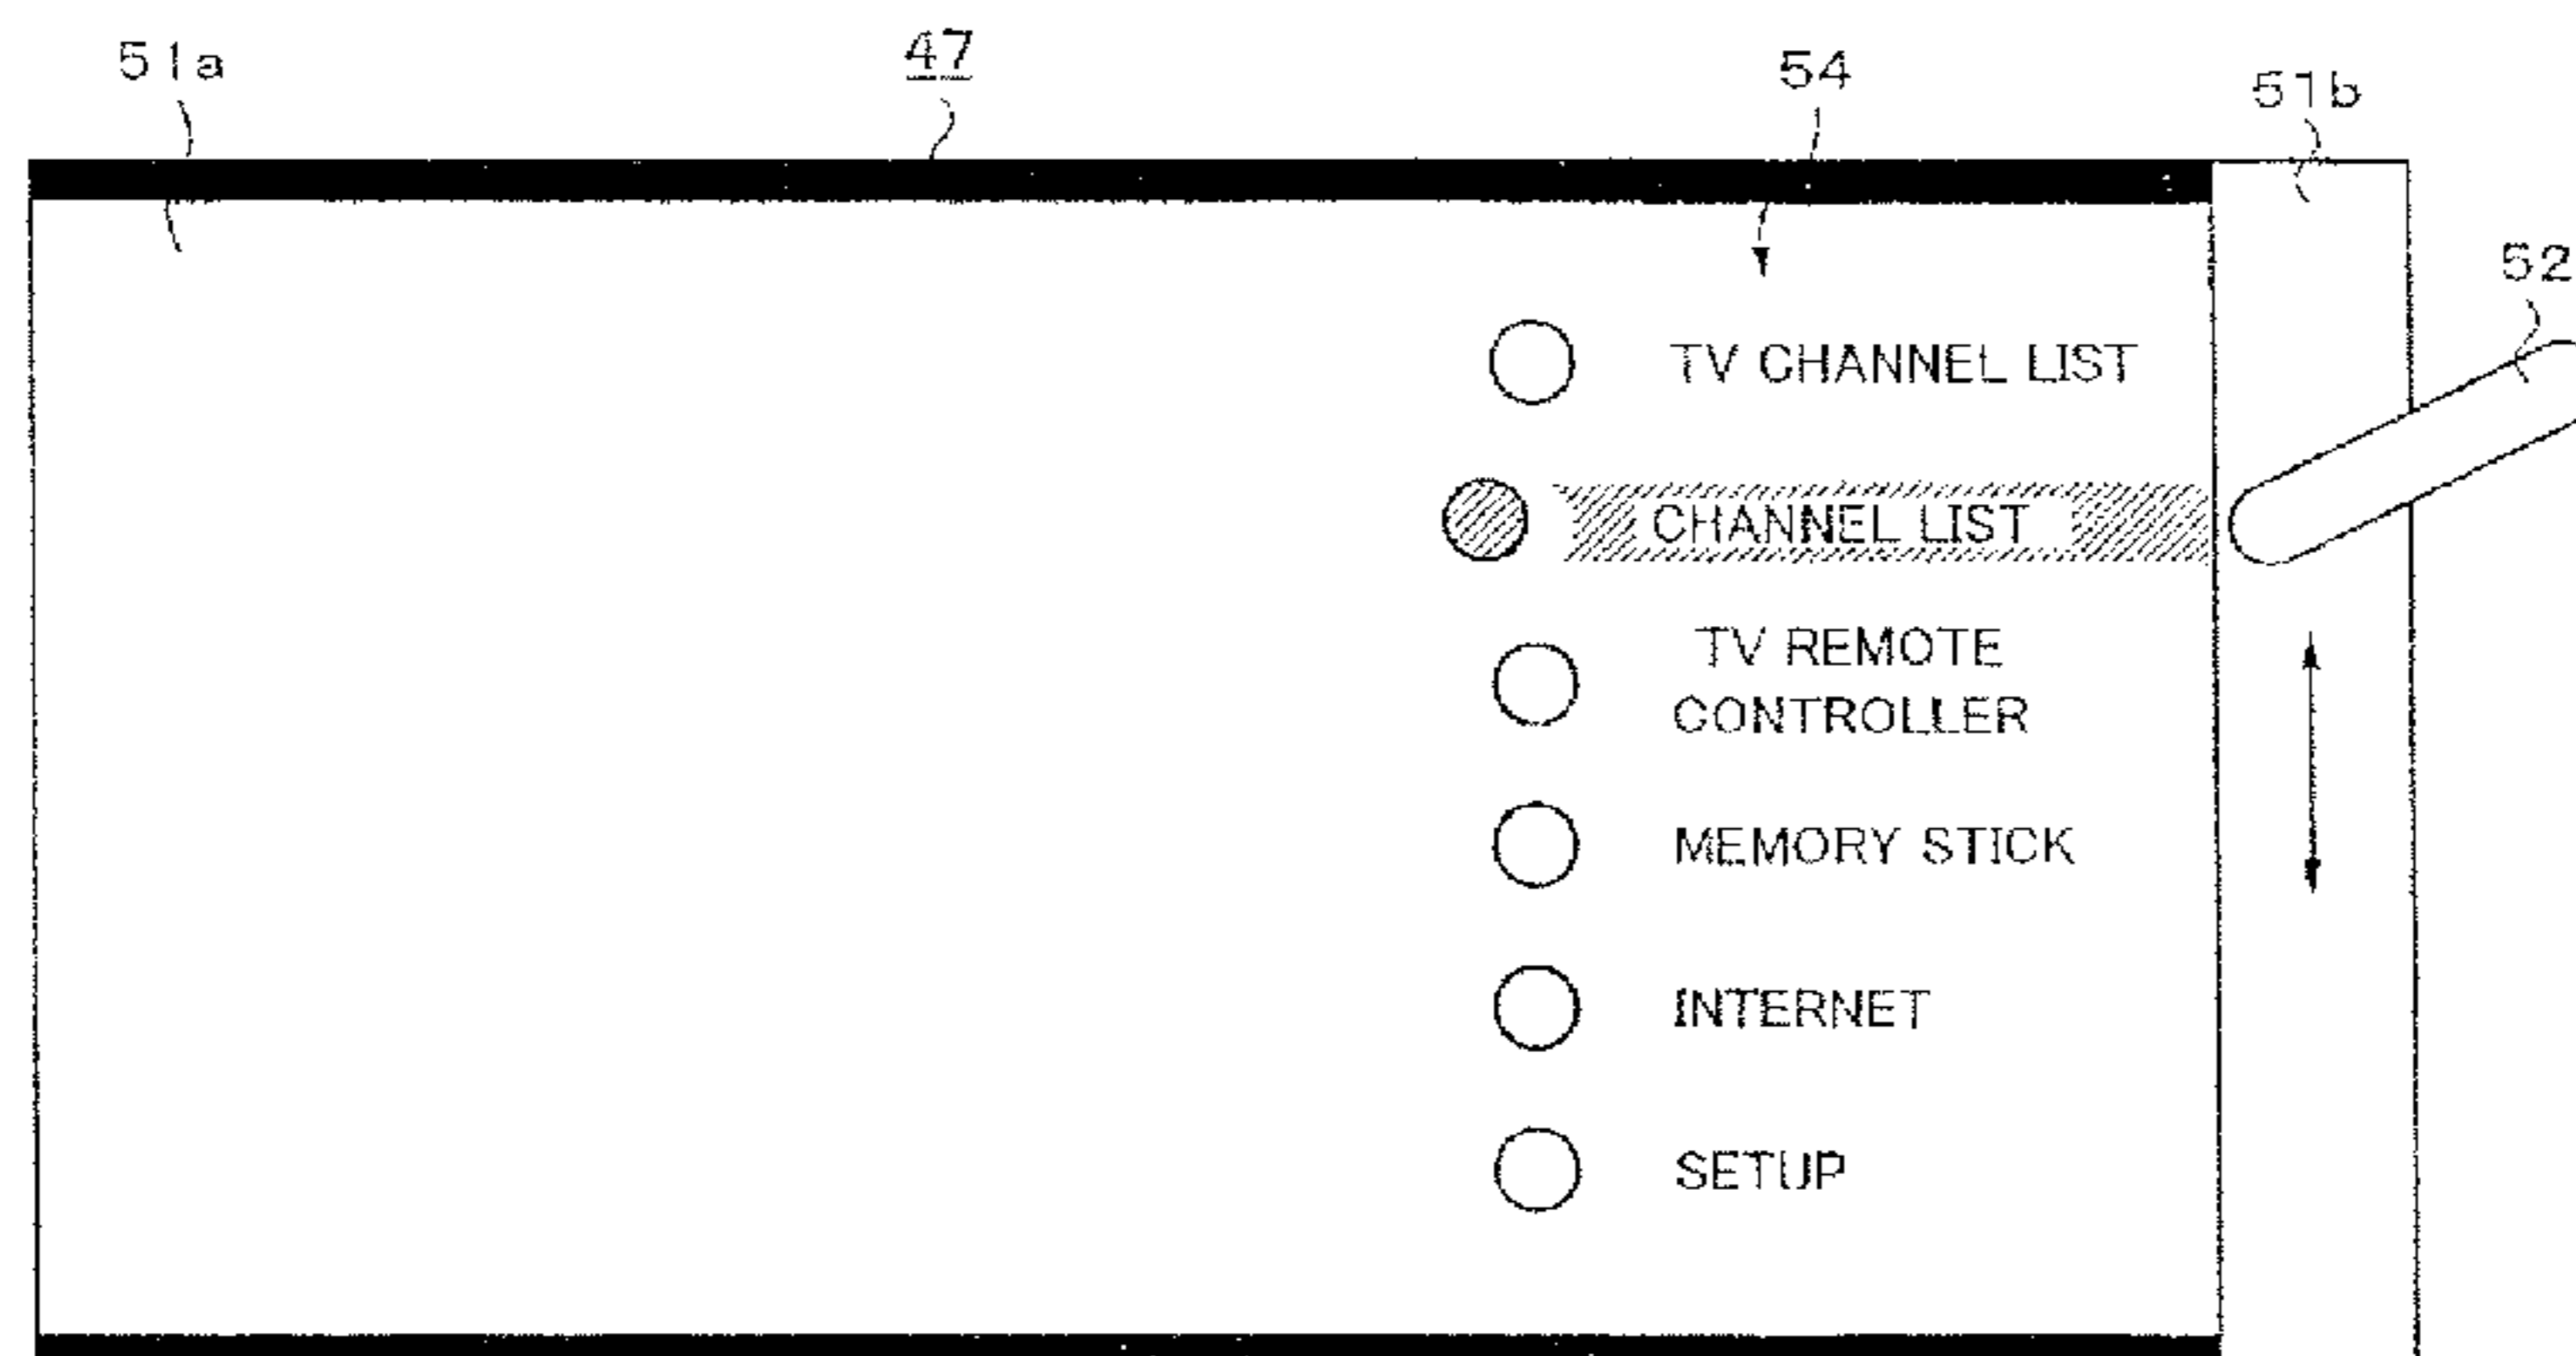 51a
47
54
51b
52
TV CHANNEL LIST
CHANNEL LIST
TV REMOTE
CONTROLLER
MEMORY STICK
INTERNET
SETUP